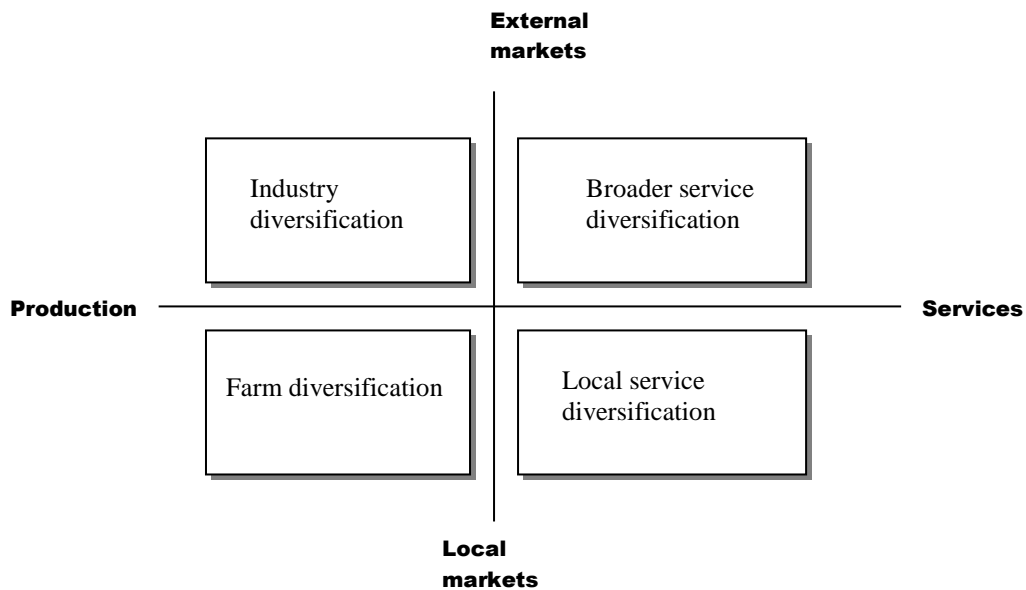 External
markets
Industry
diversification
Broader service
diversification
Production
Services
Farm diversification
Local service
diversification
Local
markets